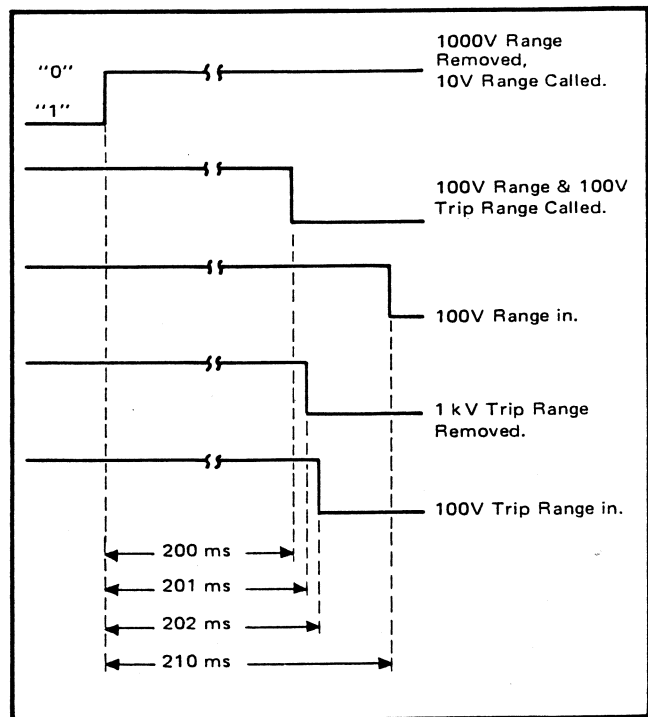 1000V Range
Removed,
10V Range Called.
"0"
"1"
100V Range & 100V
Trip Range Called.
100V Range in.
1 kV Trip Range
Removed.
100V Trip Range in.
200 ms
201 ms
202 ms
210 ms